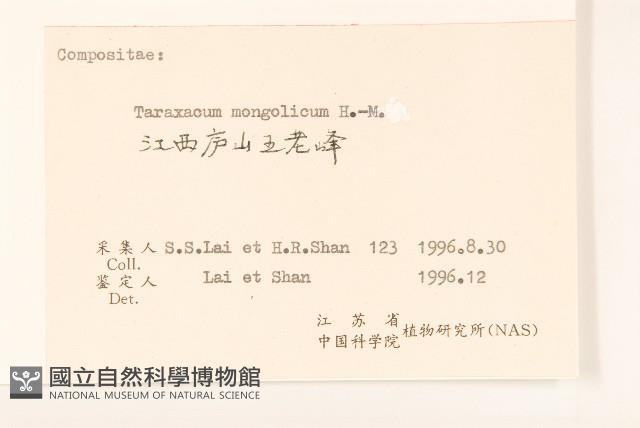 Compositae:
Taraxacum mongolicum H.-M.
江西庐山王老峰
采集人 S.S.Lai et H.R.Shan 123 1996.8.30
Coll.
鉴定人 Lai et Shan 1996.12
Det.
江苏省
中国科学院 植物研究所(NAS)
國立自然科學博物館
NATIONAL MUSEUM OF NATURAL SCIENCE